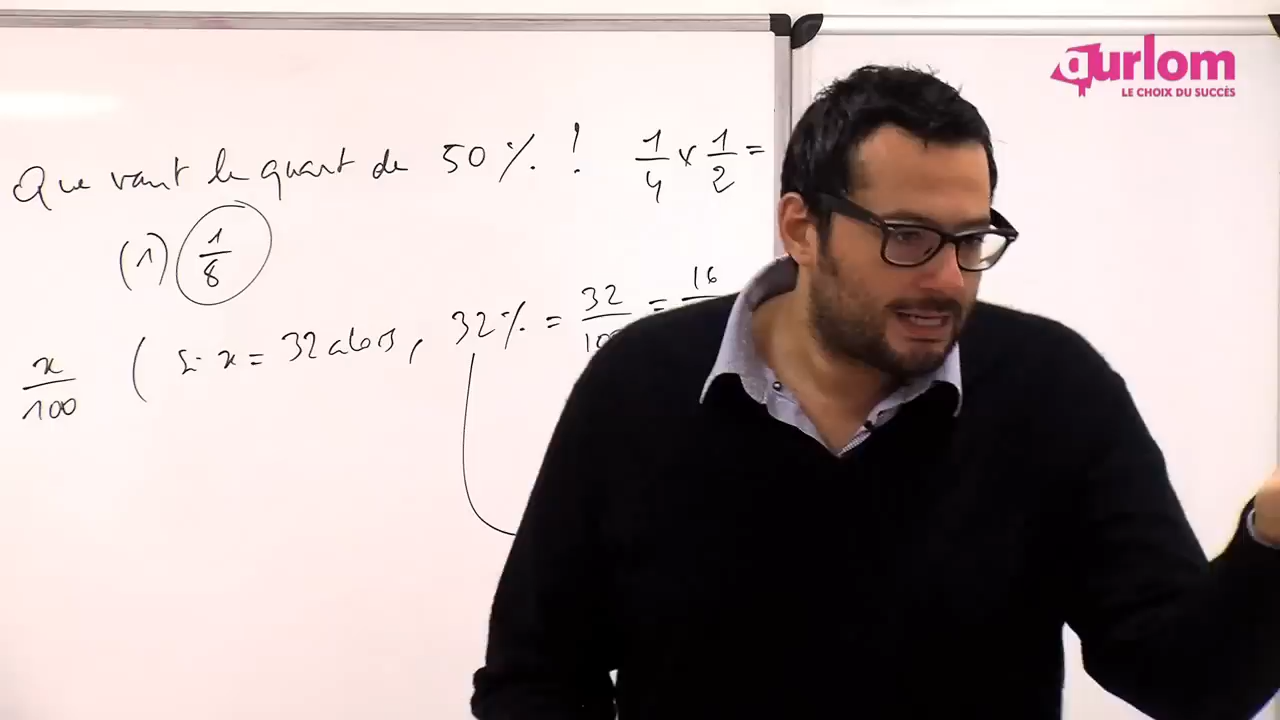 aurlom
LE CHOIX DU SUCCÈS
Que vaut le quart de 50 %. ! 1/4 x 1/2 =
(1) 1/8
x/100 ( Si x = 32 alors, 32% = 32/10 = 16